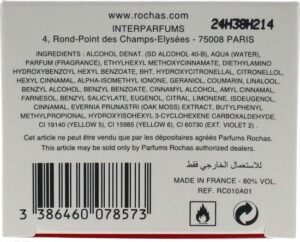 www.rochas.com
24H38H214
INTERPARFUMS
4, Rond-Point des Champs-Elysées - 75008 PARIS
INGREDIENTS : ALCOHOL DENAT. (SD ALCOHOL 40-B), AQUA (WATER),
PARFUM (FRAGRANCE), ETHYLHEXYL METHOXYCINNAMATE, DIETHYLAMINO
HYDROXYBENZOYL HEXYL BENZOATE, BHT, HYDROXYCITRONELLAL, CITRONELLOL,
HEXYL CINNAMAL, LINALOOL, GERANIOL, COUMARIN, BENZYL BENZOATE,
BENZYL ALCOHOL, BENZYL CINNAMATE, CINNAMYL ALCOHOL, AMYL CINNAMAL,
FARNESOL, BENZYL SALICYLATE, EUGENOL, CITRAL, LIMONENE, ISOEUGENOL,
CINNAMAL, EVERNIA PRUNASTRI (OAK MOSS) EXTRACT, BUTYLPHENYL
METHYLPROPIONAL, HYDROXYISOHEXYL 3-CYCLOHEXENE CARBOXALDEHYDE,
CI 19140 (YELLOW 5), CI 15985 (YELLOW 6), CI 60730 (EXT. VIOLET 2) .
Cet article ne peut être vendu que par les dépositaires agréés Parfums Rochas.
This article may be sold only by authorized dealers of Parfums Rochas.
للاستعمال الخارجي فقط
MADE IN FRANCE - 80% VOL.
REF. RC010A01
3 386460 078573